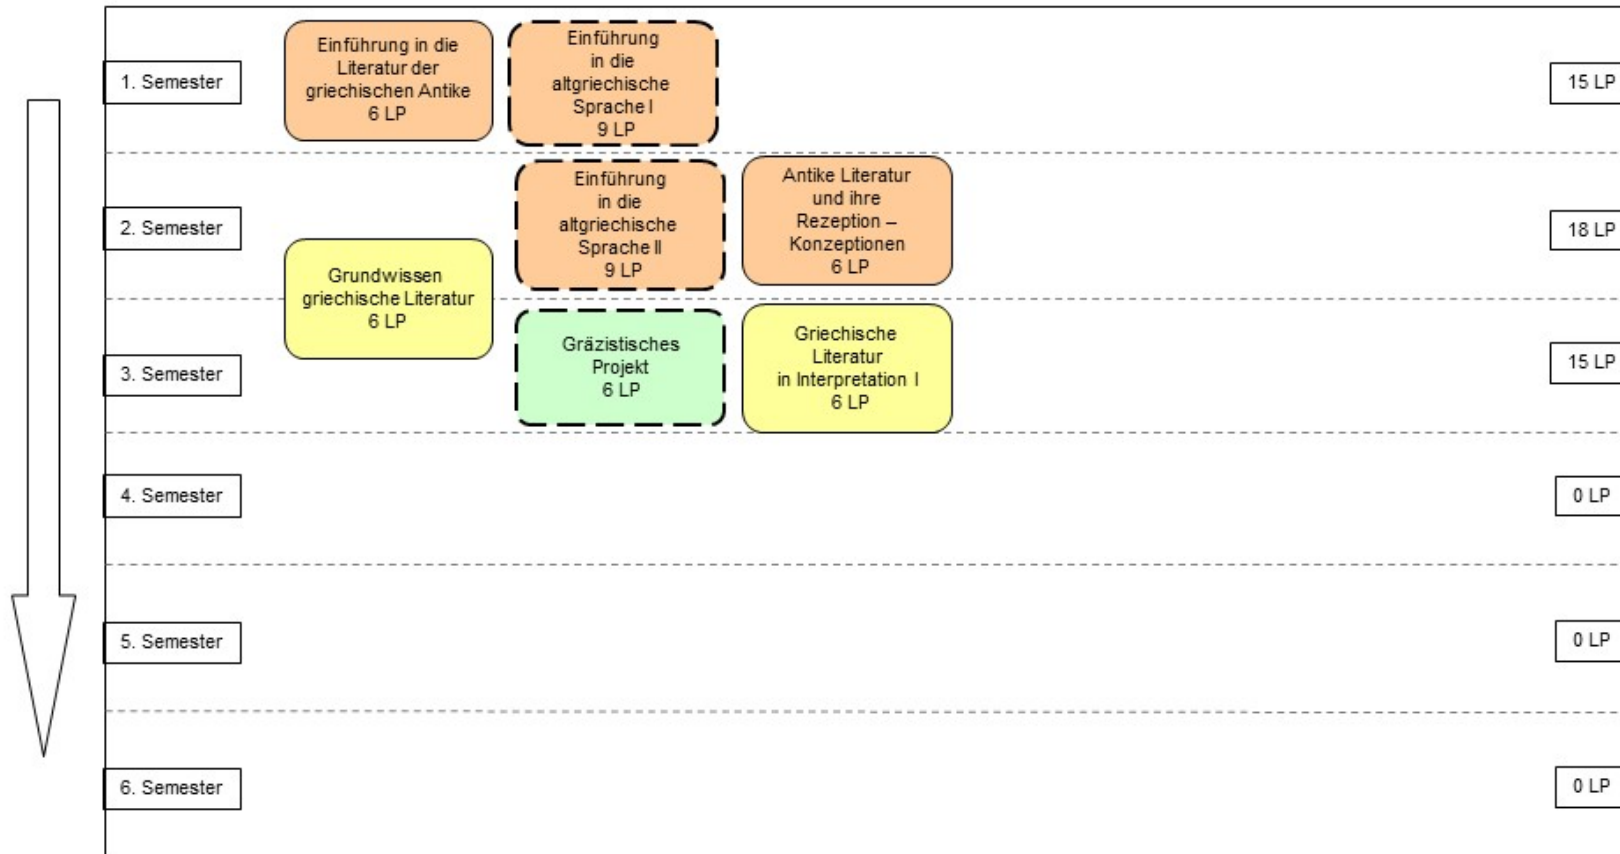 1. Semester
Einführung in die
Literatur der
griechischen Antike
6 LP
Einführung
in die
altgriechische
Sprache I
9 LP
15 LP
2. Semester
Einführung
in die
altgriechische
Sprache II
9 LP
Antike Literatur
und ihre
Rezeption –
Konzeptionen
6 LP
18 LP
Grundwissen
griechische Literatur
6 LP
3. Semester
Gräzistisches
Projekt
6 LP
Griechische
Literatur
in Interpretation I
6 LP
15 LP
4. Semester
0 LP
5. Semester
0 LP
6. Semester
0 LP